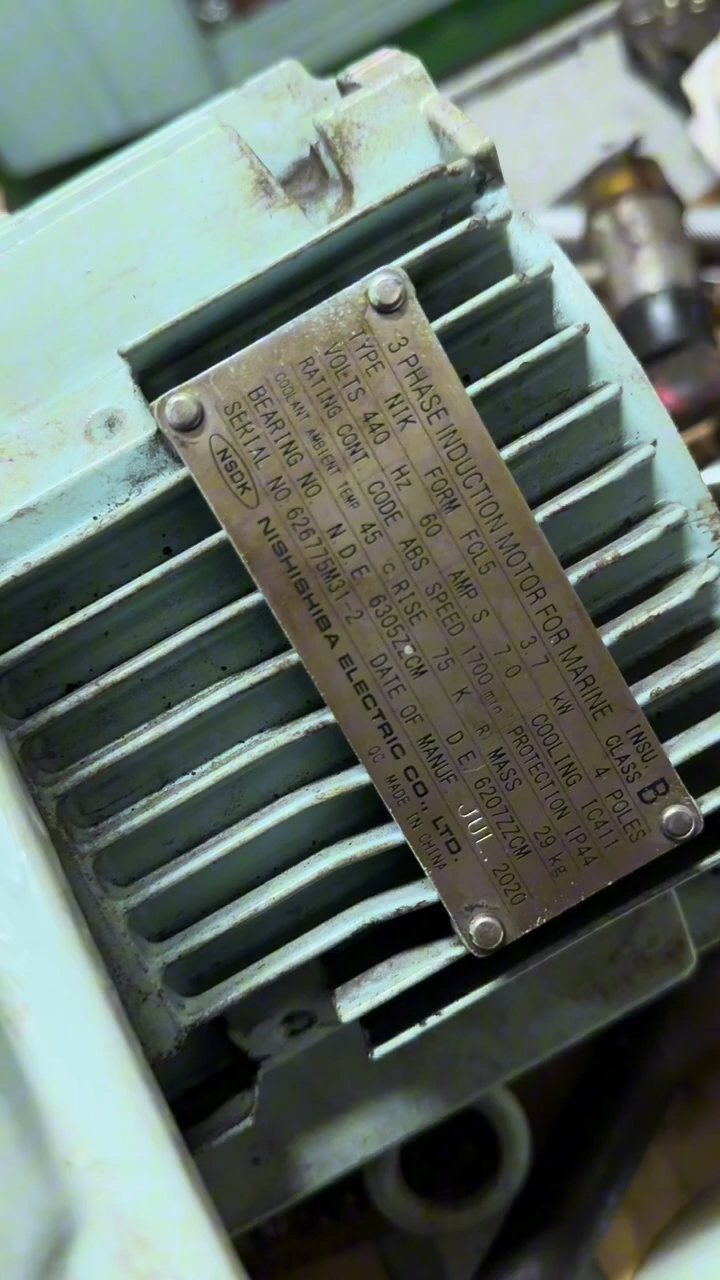 3 PHASE INDUCTION MOTOR FOR MARINE INSU CLASS B
TYPE N1K FORM FCL5 3.7 kW 4 POLES
VOLTS 440 Hz 60 AMP S 7.0 COOLING IC411
RATING CONT. CODE ABS SPEED 1700 min⁻¹ PROTECTION IP44
COOLANT AMBIENT TEMP 45 C RISE 75 K (R) MASS 29 kg
BEARING NO. N.D.E. 6305ZZCM D.E/ 6207ZZCM
SERIAL NO 626775M31-2 DATE OF MANUF. JUL. 2020
NSDK NISHISHIBA ELECTRIC CO., LTD.
QC MADE IN CHINA